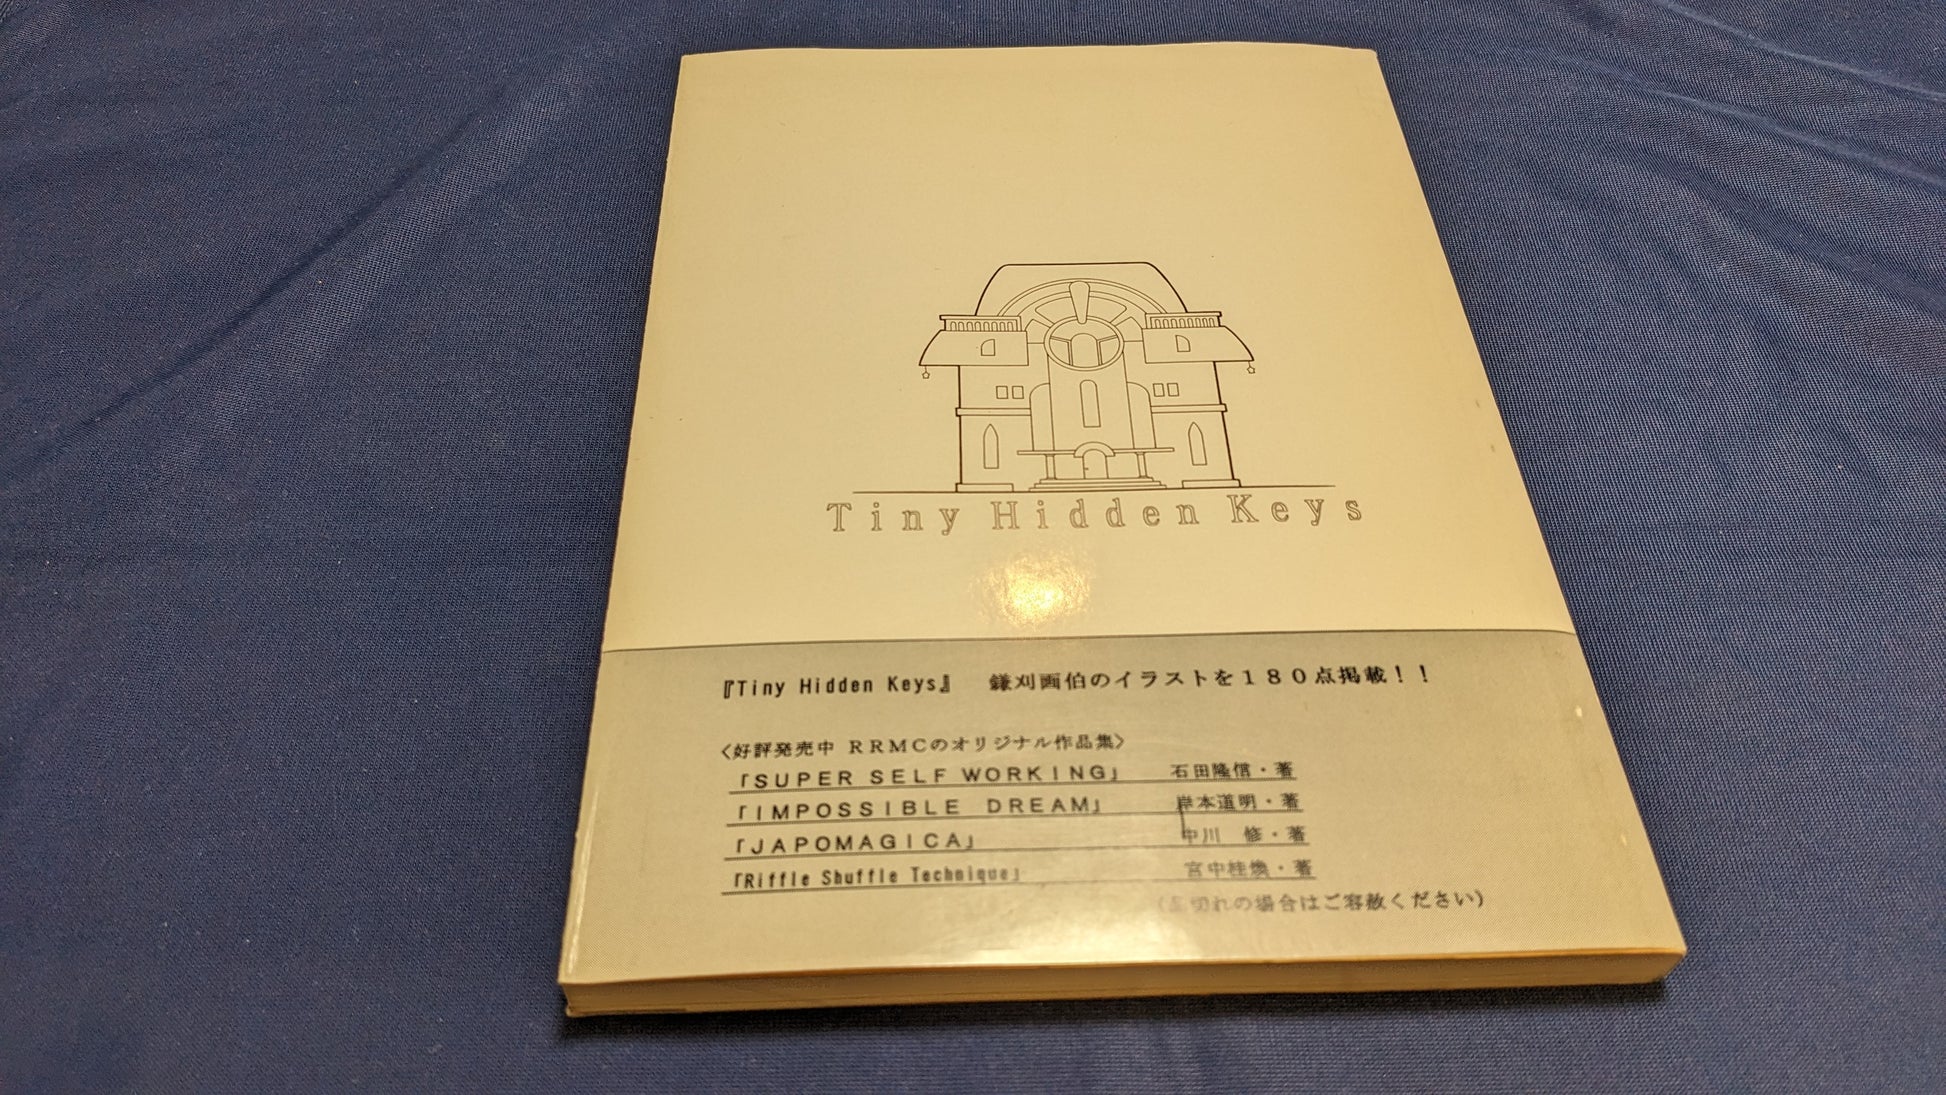 Tiny Hidden Keys
『Tiny Hidden Keys』　鎌刈画伯のイラストを１８０点掲載！！
〈好評発売中 ＲＲＭＣのオリジナル作品集〉
「ＳＵＰＥＲ ＳＥＬＦ ＷＯＲＫＩＮＧ」　石田隆信・著
「ＩＭＰＯＳＳＩＢＬＥ　ＤＲＥＡＭ」　岸本道明・著
「ＪＡＰＯＭＡＧＩＣＡ」　中川　修・著
「Riffle Shuffle Technique」　宮中桂煥・著
（品切れの場合はご容赦ください）